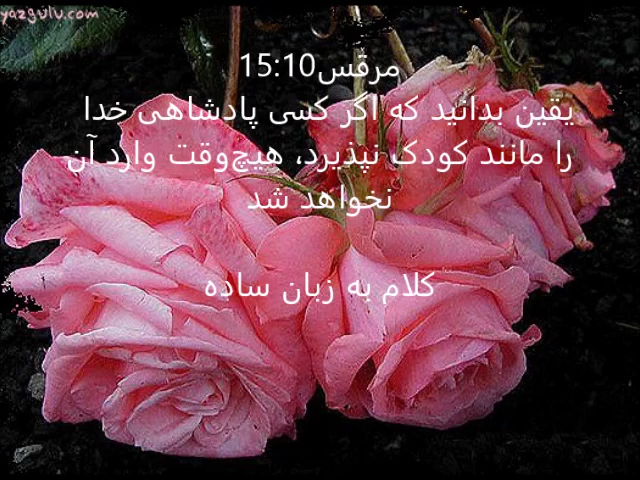 yazgulu.com
مرقس15:10
یقین بدانید که اگر کسی پادشاهی خدا
را مانند کودک نپذیرد، هیچ‌وقت وارد آن
نخواهد شد
کلام به زبان ساده